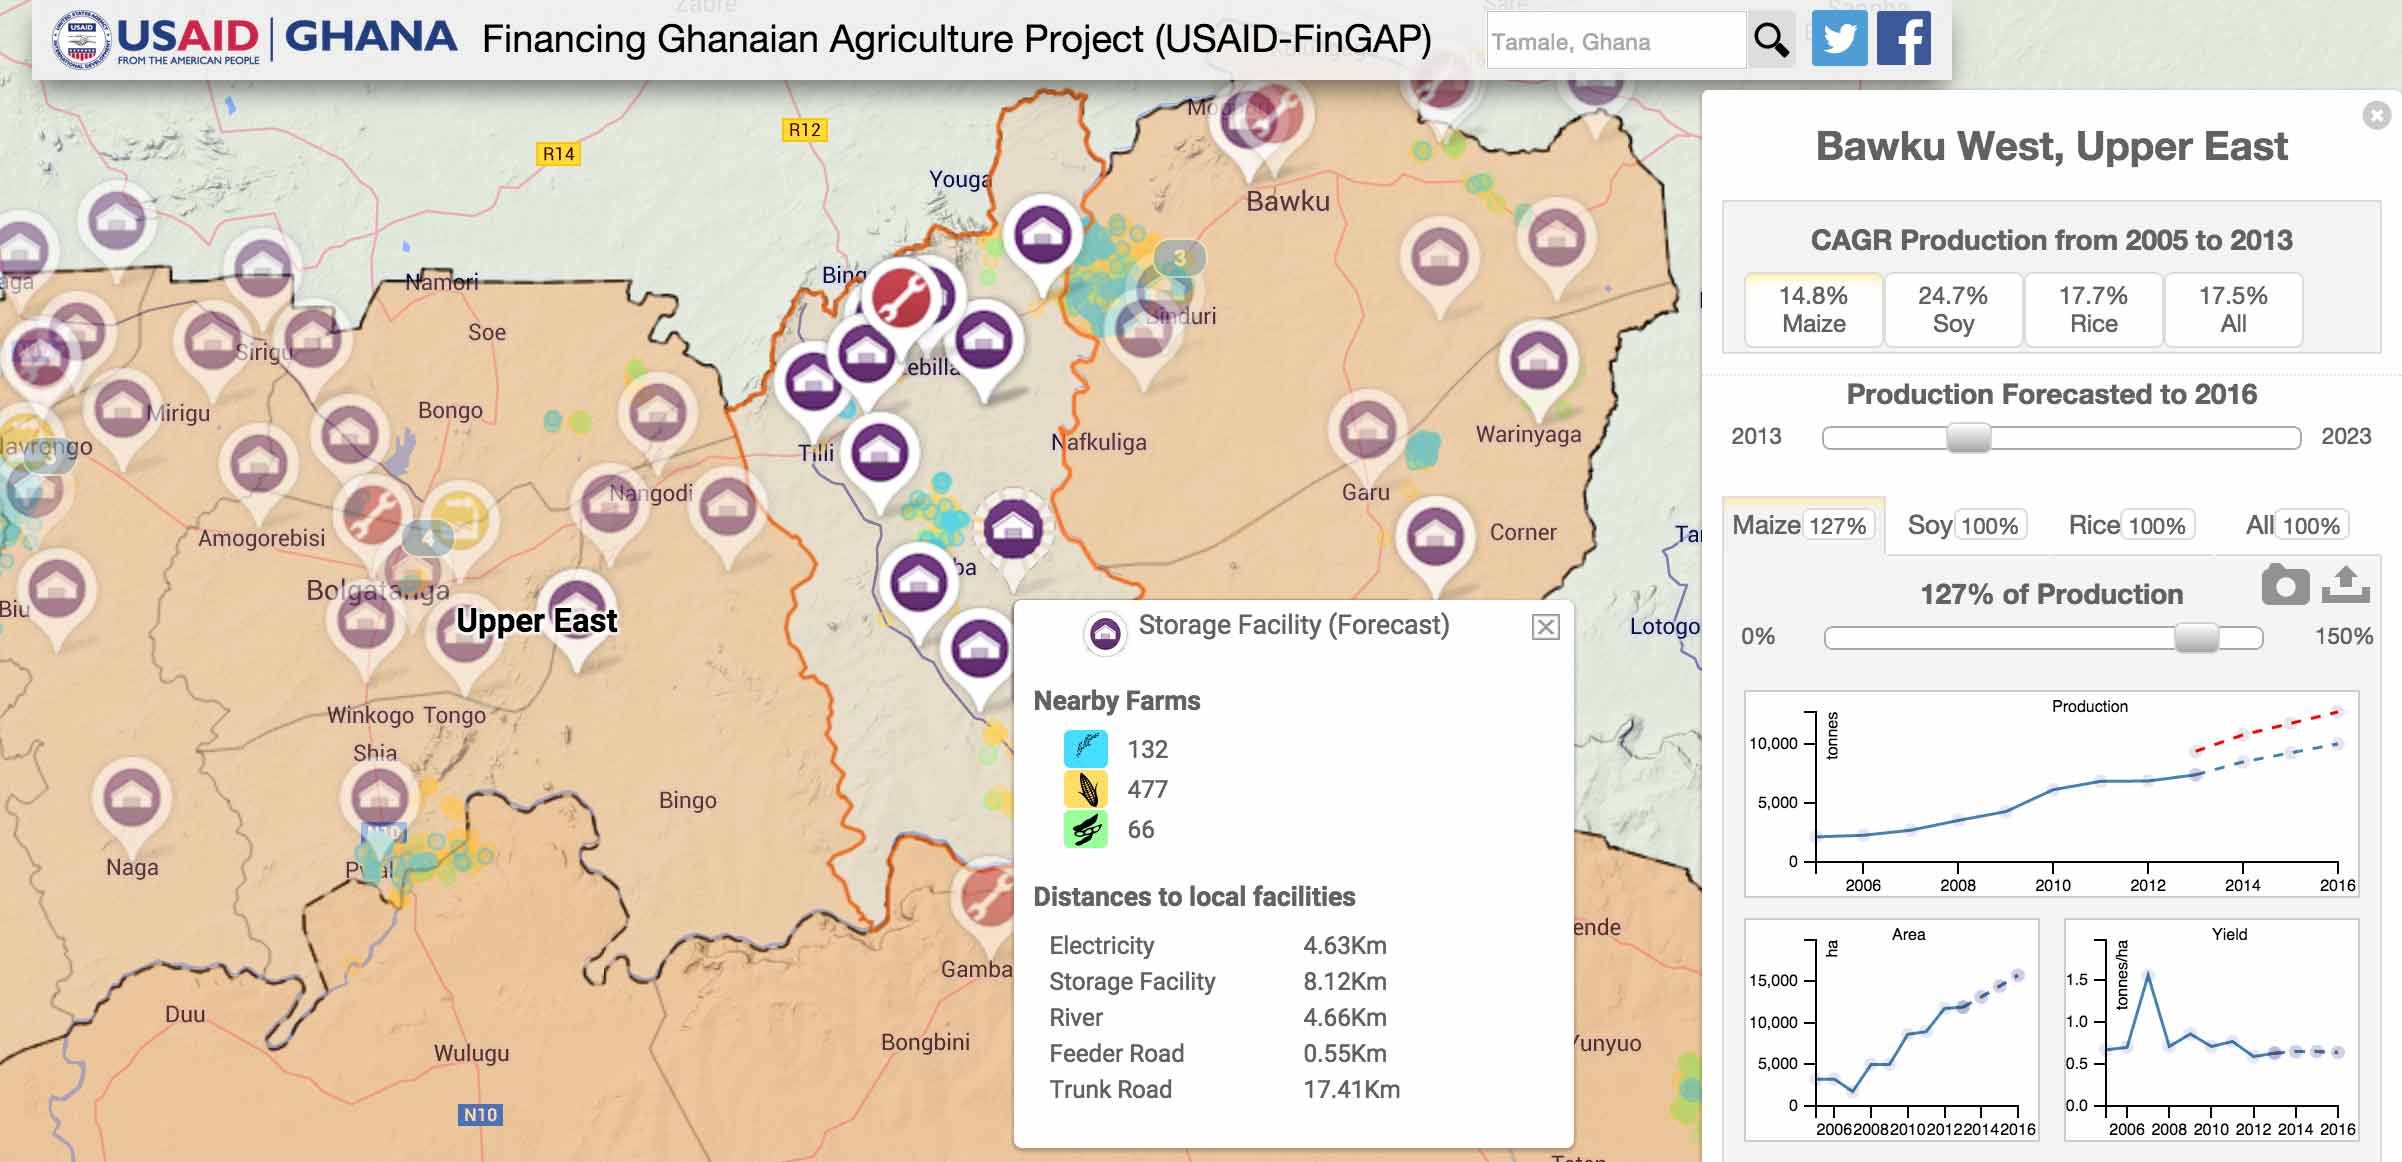 USAID | GHANA
FROM THE AMERICAN PEOPLE
Financing Ghanaian Agriculture Project (USAID-FinGAP)
Tamale, Ghana
R12
R14
Youga
Bawku
Namori
Soe
Sirigu
Mirigu
Bongo
Binduri
Tilli
Nafkuliga
Warinyaga
Nangodi
Garu
Corner
Amogorebisi
Bolgatanga
4
3
3
Biu
Upper East
Lotogo
Winkogo
Tongo
Shia
Bingo
Naga
N10
Gamba
Duu
Wulugu
Bongbini
N10
Storage Facility (Forecast)
Nearby Farms
132
477
66
Distances to local facilities
Electricity 4.63Km
Storage Facility 8.12Km
River 4.66Km
Feeder Road 0.55Km
Trunk Road 17.41Km
Bawku West, Upper East
CAGR Production from 2005 to 2013
14.8% 24.7% 17.7% 17.5%
Maize Soy Rice All
Production Forecasted to 2016
2013 2023
Maize 127% Soy 100% Rice 100% All 100%
127% of Production
0% 150%
Production
tonnes
10,000
5,000
0
2006 2008 2010 2012 2014 2016
Area
ha
15,000
10,000
5,000
0
2006 2008 2010 2012 2014 2016
Yield
tonnes/ha
1.5
1.0
0.5
0.0
2006 2008 2010 2012 2014 2016